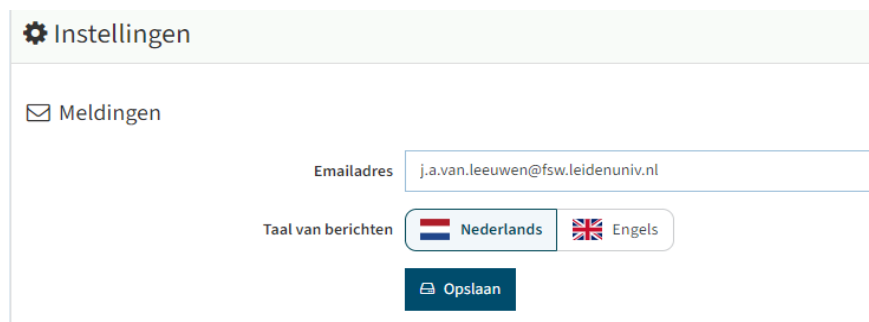 Instellingen
Meldingen
Emailadres j.a.van.leeuwen@fsw.leidenuniv.nl
Taal van berichten Nederlands Engels
Opslaan